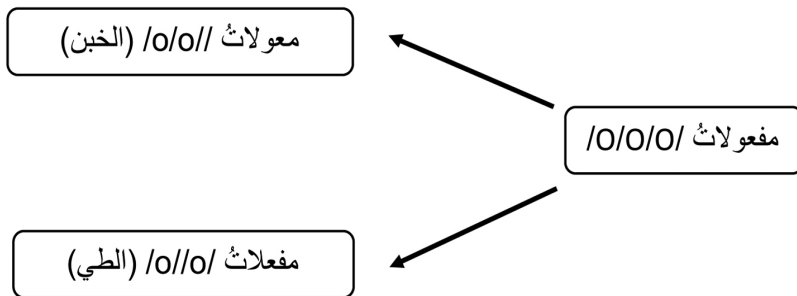 معولاتُ //o/o/ (الخبن)
مفعولاتُ /O/O/O/
مفعلاتُ /o//o/ (الطي)